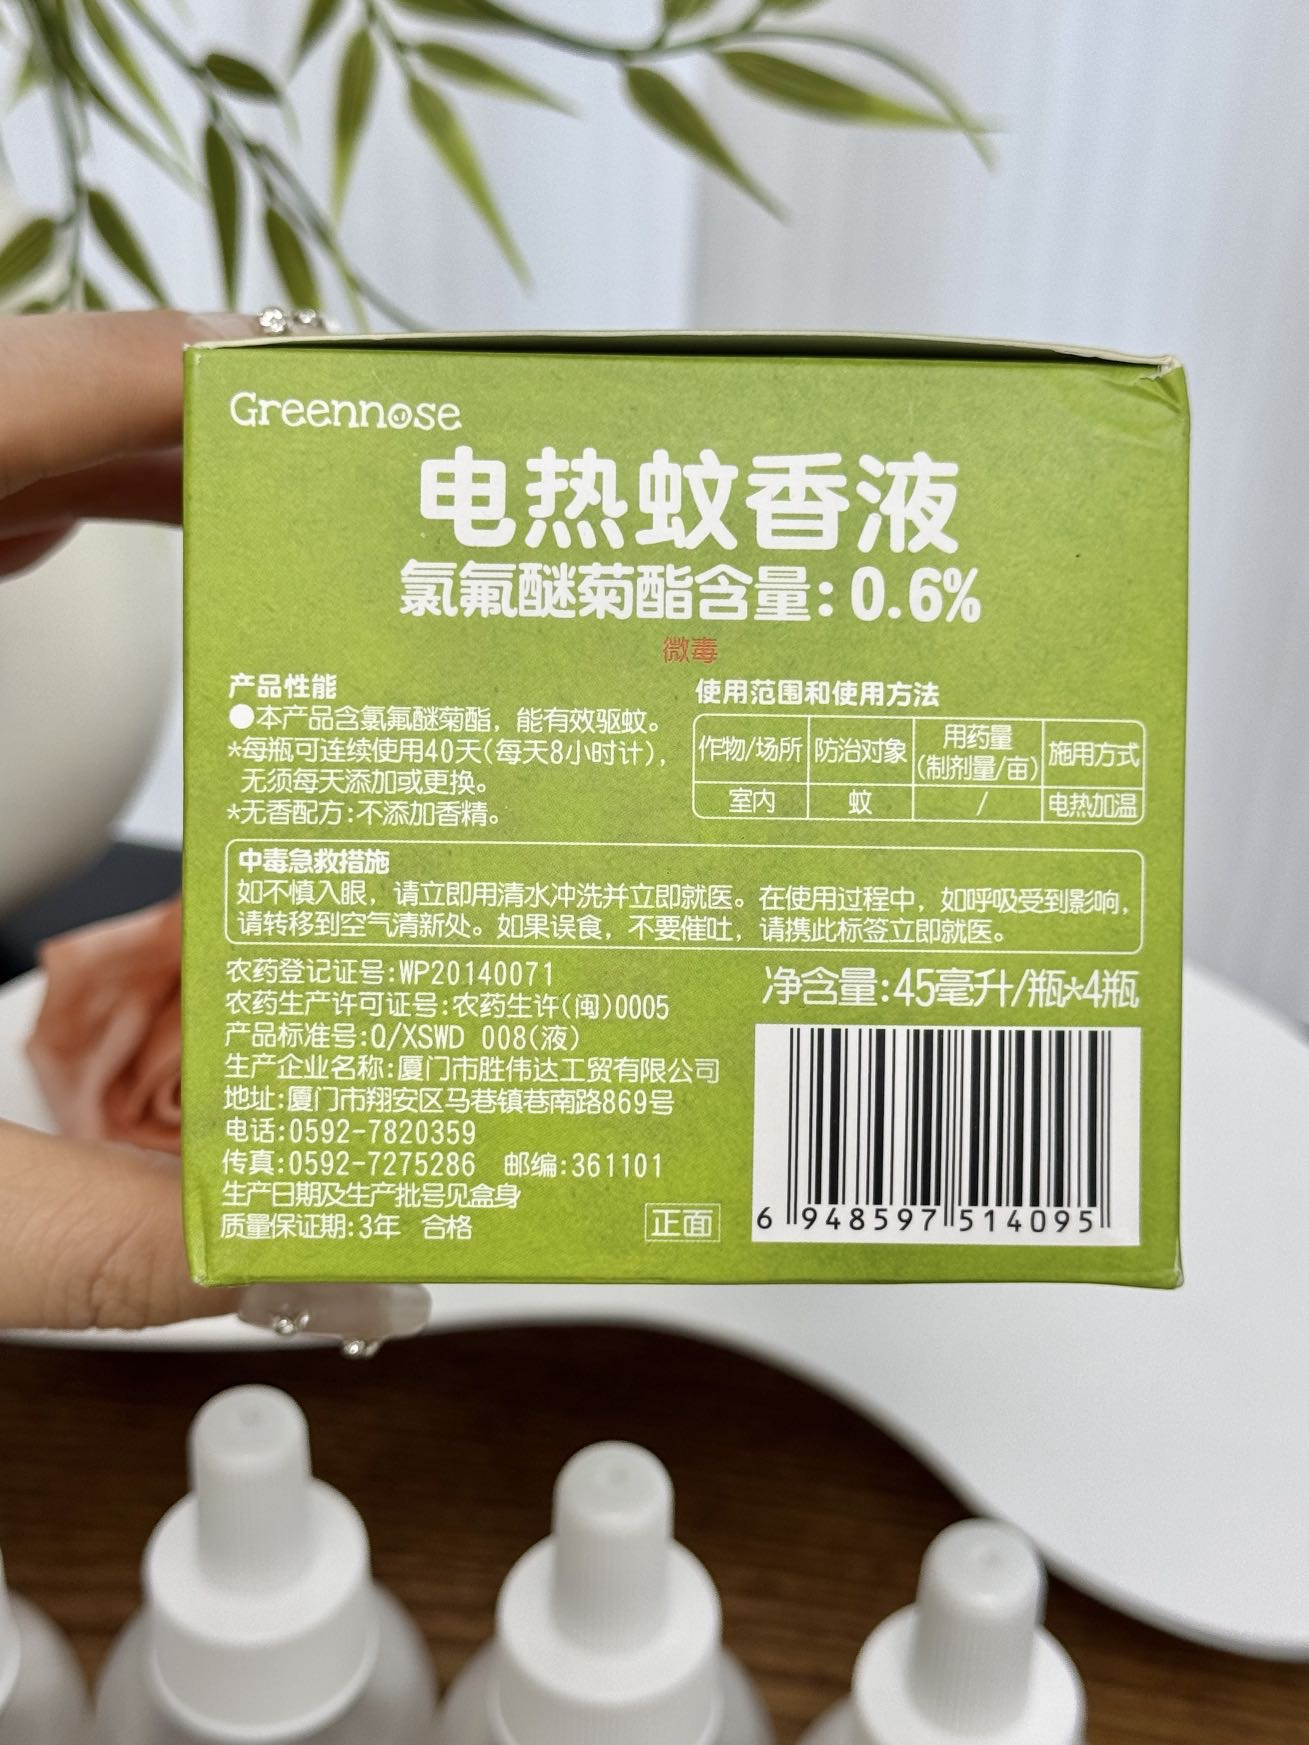 Greennose
电热蚊香液
氯氟醚菊酯含量:0.6%
微毒
产品性能
●本产品含氯氟醚菊酯，能有效驱蚊。
*每瓶可连续使用40天(每天8小时计)，
无须每天添加或更换。
*无香配方:不添加香精。
使用范围和使用方法
作物/场所 防治对象 用药量(制剂量/亩) 施用方式
室内 蚊 / 电热加温
中毒急救措施
如不慎入眼，请立即用清水冲洗并立即就医。在使用过程中，如呼吸受到影响，
请转移到空气清新处。如果误食，不要催吐，请携此标签立即就医。
农药登记证号:WP20140071
农药生产许可证号:农药生许(闽)0005
产品标准号:Q/XSWD 008(液)
生产企业名称:厦门市胜伟达工贸有限公司
地址:厦门市翔安区马巷镇巷南路869号
电话:0592-7820359
传真:0592-7275286 邮编:361101
生产日期及生产批号见盒身
质量保证期:3年 合格
正面
净含量:45毫升/瓶*4瓶
6 948597 514095